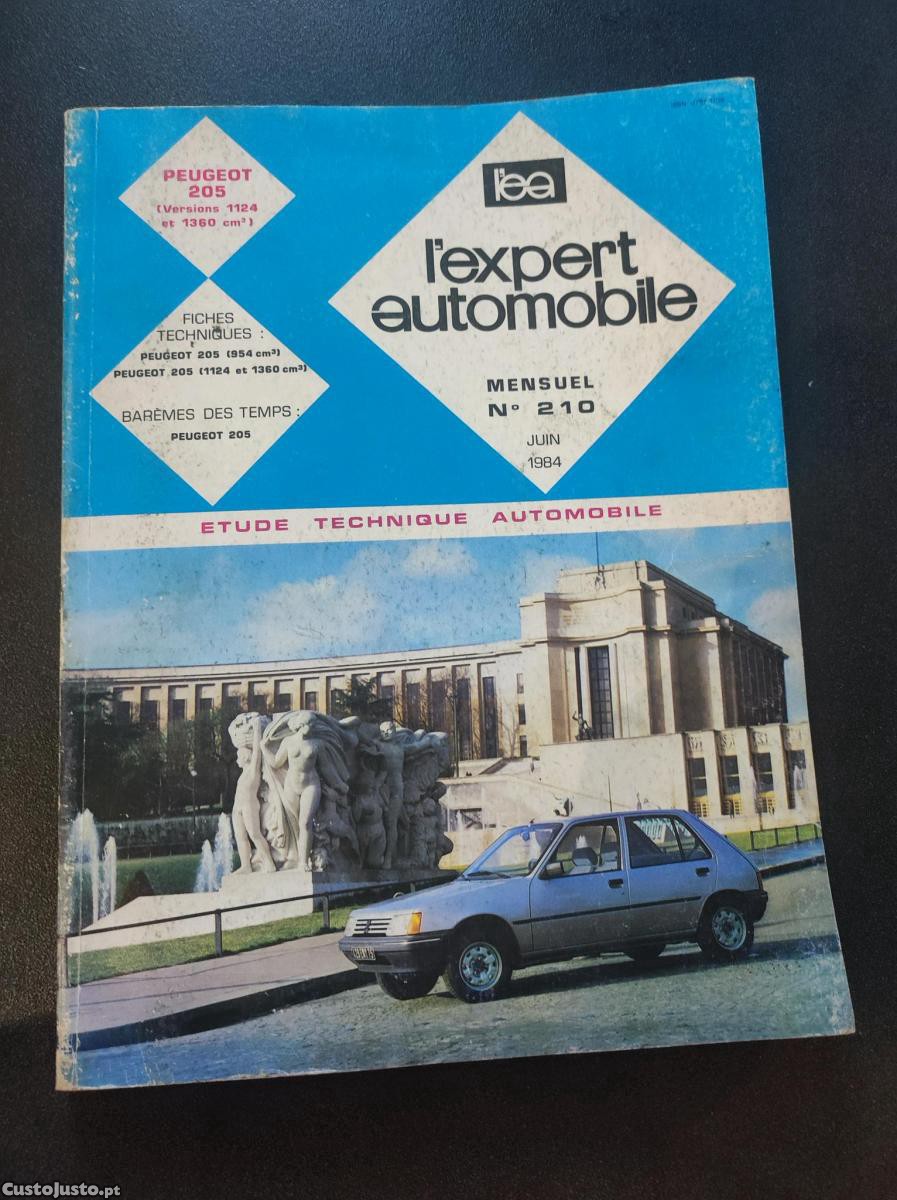 PEUGEOT
205
(Versions 1124
et 1360 cm³)
FICHES
TECHNIQUES :
PEUGEOT 205 (954 cm³)
PEUGEOT 205 (1124 et 1360 cm³)
BARÈMES DES TEMPS :
PEUGEOT 205
l'ea
l'expert
automobile
MENSUEL
N° 210
JUIN
1984
ETUDE TECHNIQUE AUTOMOBILE
CustoJusto.pt